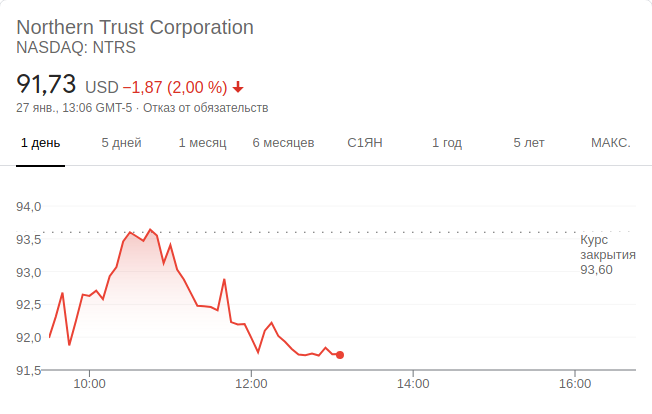 Northern Trust Corporation
NASDAQ: NTRS
91,73 USD −1,87 (2,00 %)
27 янв., 13:06 GMT-5 · Отказ от обязательств
1 день 5 дней 1 месяц 6 месяцев С1ЯН 1 год 5 лет МАКС.
94,0
93,5
93,0
92,5
92,0
91,5
Курс
закрытия
93,60
10:00 12:00 14:00 16:00